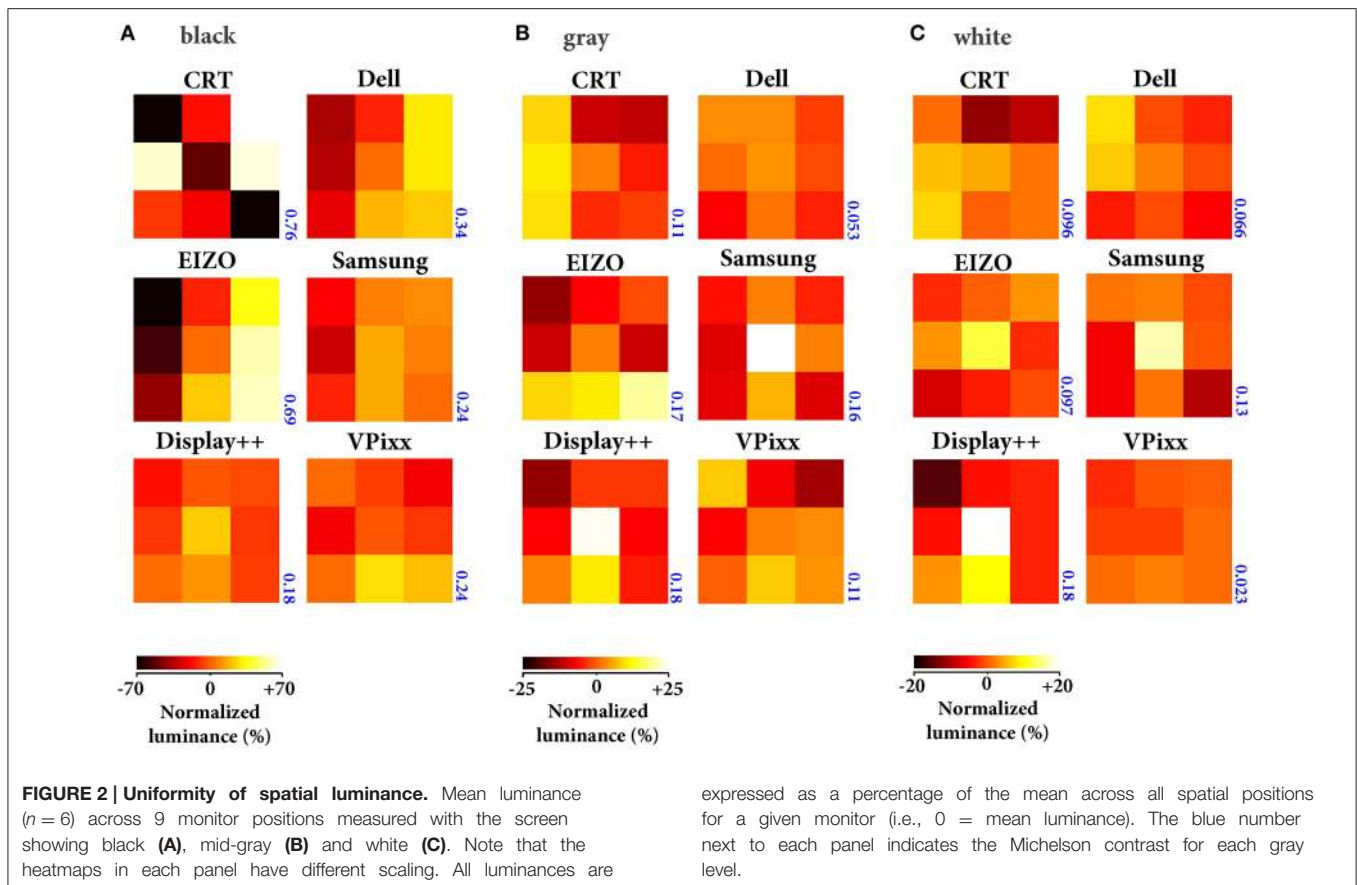 A black
CRT Dell
0.76 0.34
EIZO Samsung
0.69 0.24
Display++ VPixx
0.18 0.24
-70 0 +70
Normalized
luminance (%)
B gray
CRT Dell
0.11 0.053
EIZO Samsung
0.17 0.16
Display++ VPixx
0.18 0.11
-25 0 +25
Normalized
luminance (%)
C white
CRT Dell
0.096 0.066
EIZO Samsung
0.097 0.13
Display++ VPixx
0.18 0.023
-20 0 +20
Normalized
luminance (%)
FIGURE 2 | Uniformity of spatial luminance. Mean luminance
(n = 6) across 9 monitor positions measured with the screen
showing black (A), mid-gray (B) and white (C). Note that the
heatmaps in each panel have different scaling. All luminances are
expressed as a percentage of the mean across all spatial positions
for a given monitor (i.e., 0 = mean luminance). The blue number
next to each panel indicates the Michelson contrast for each gray
level.